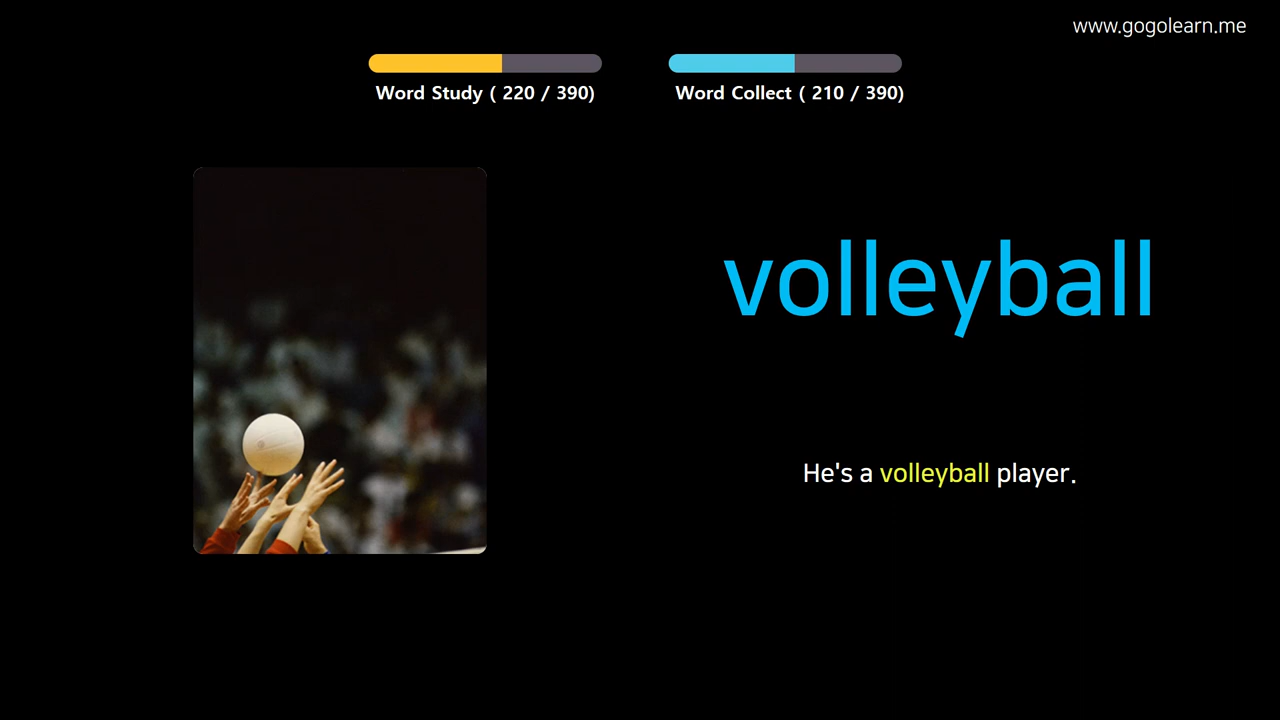 www.gogolearn.me
Word Study ( 220 / 390)
Word Collect ( 210 / 390)
volleyball
He's a volleyball player.